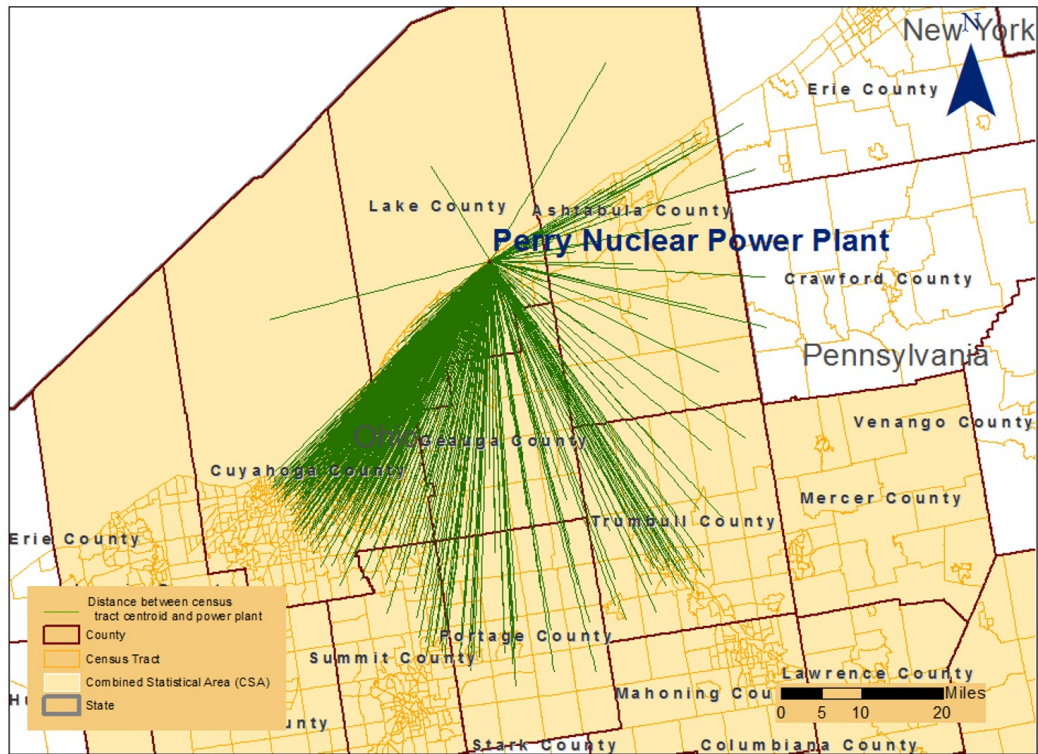 New York
N
Erie County
Lake County
Ashtabula County
Perry Nuclear Power Plant
Crawford County
Pennsylvania
Ohio
Geauga County
Venango County
Cuyahoga County
Mercer County
Trumbull County
Erie County
Distance between census
tract centroid and power plant
County
Census Tract
Combined Statistical Area (CSA)
State
Portage County
Summit County
Lawrence County
Mahoning Cou
Miles
0 5 10 20
Stark County
Columbiana County